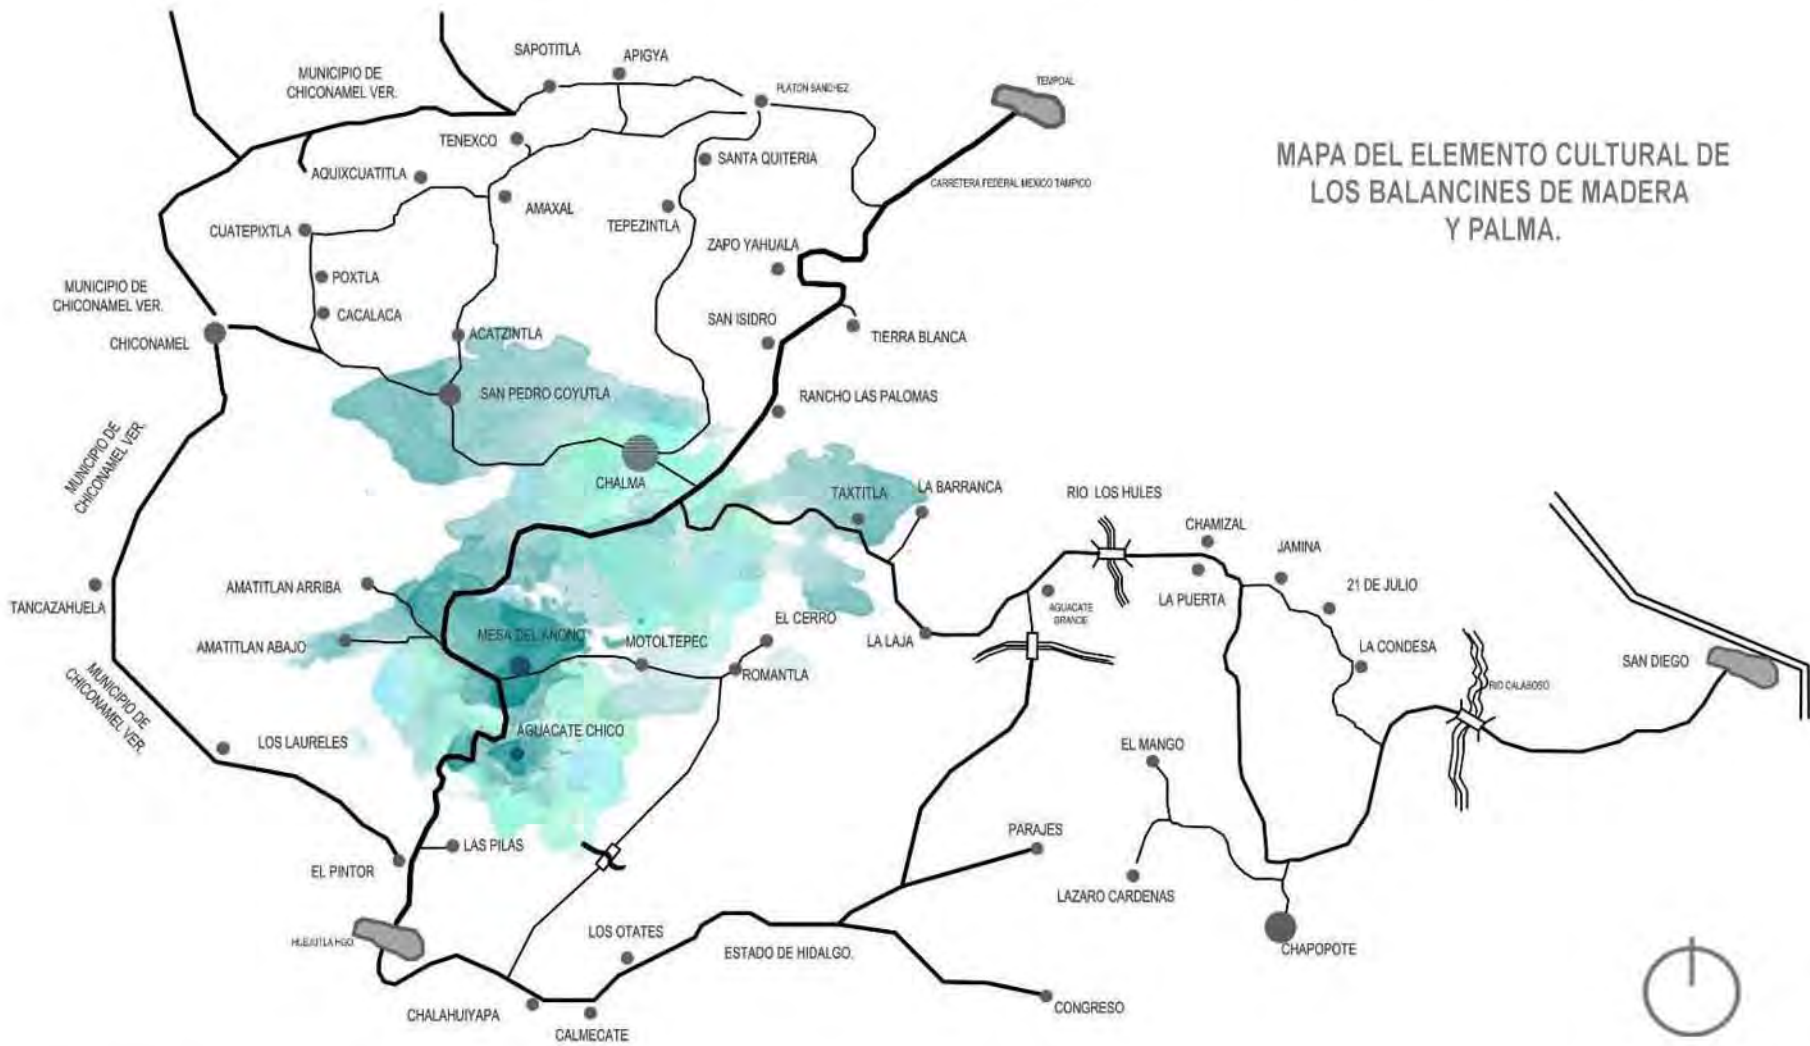 SAPOTITLA
APIGYA
MUNICIPIO DE
CHICONAMEL VER.
PLATON SANCHEZ
TEMPOAL
TENEXCO
SANTA QUITERIA
MAPA DEL ELEMENTO CULTURAL DE
LOS BALANCINES DE MADERA
Y PALMA.
AQUIXCUATITLA
CARRETERA FEDERAL MEXICO TAMPICO
AMAXAL
TEPEZINTLA
CUATEPIXTLA
ZAPO YAHUALA
POXTLA
MUNICIPIO DE
CHICONAMEL VER.
CACALACA
SAN ISIDRO
CHICONAMEL
ACATZINTLA
TIERRA BLANCA
SAN PEDRO COYUTLA
RANCHO LAS PALOMAS
MUNICIPIO DE
CHICONAMEL VER.
CHALMA
TAXTITLA
LA BARRANCA
RIO LOS HULES
CHAMIZAL
JAMINA
AMATITLAN ARRIBA
21 DE JULIO
TANCAZAHUELA
LA PUERTA
AGUACATE
GRANDE
EL CERRO
MESA DEL ANONO
MOTOLTEPEC
LA LAJA
AMATITLAN ABAJO
LA CONDESA
SAN DIEGO
ROMANTLA
RIO CALABOSO
MUNICIPIO DE
CHICONAMEL VER.
AGUACATE CHICO
LOS LAURELES
EL MANGO
PARAJES
LAS PILAS
EL PINTOR
LAZARO CARDENAS
LOS OTATES
HUEJUTLA HGO
ESTADO DE HIDALGO.
CHAPOPOTE
CHALAHUIYAPA
CONGRESO
CALMECATE